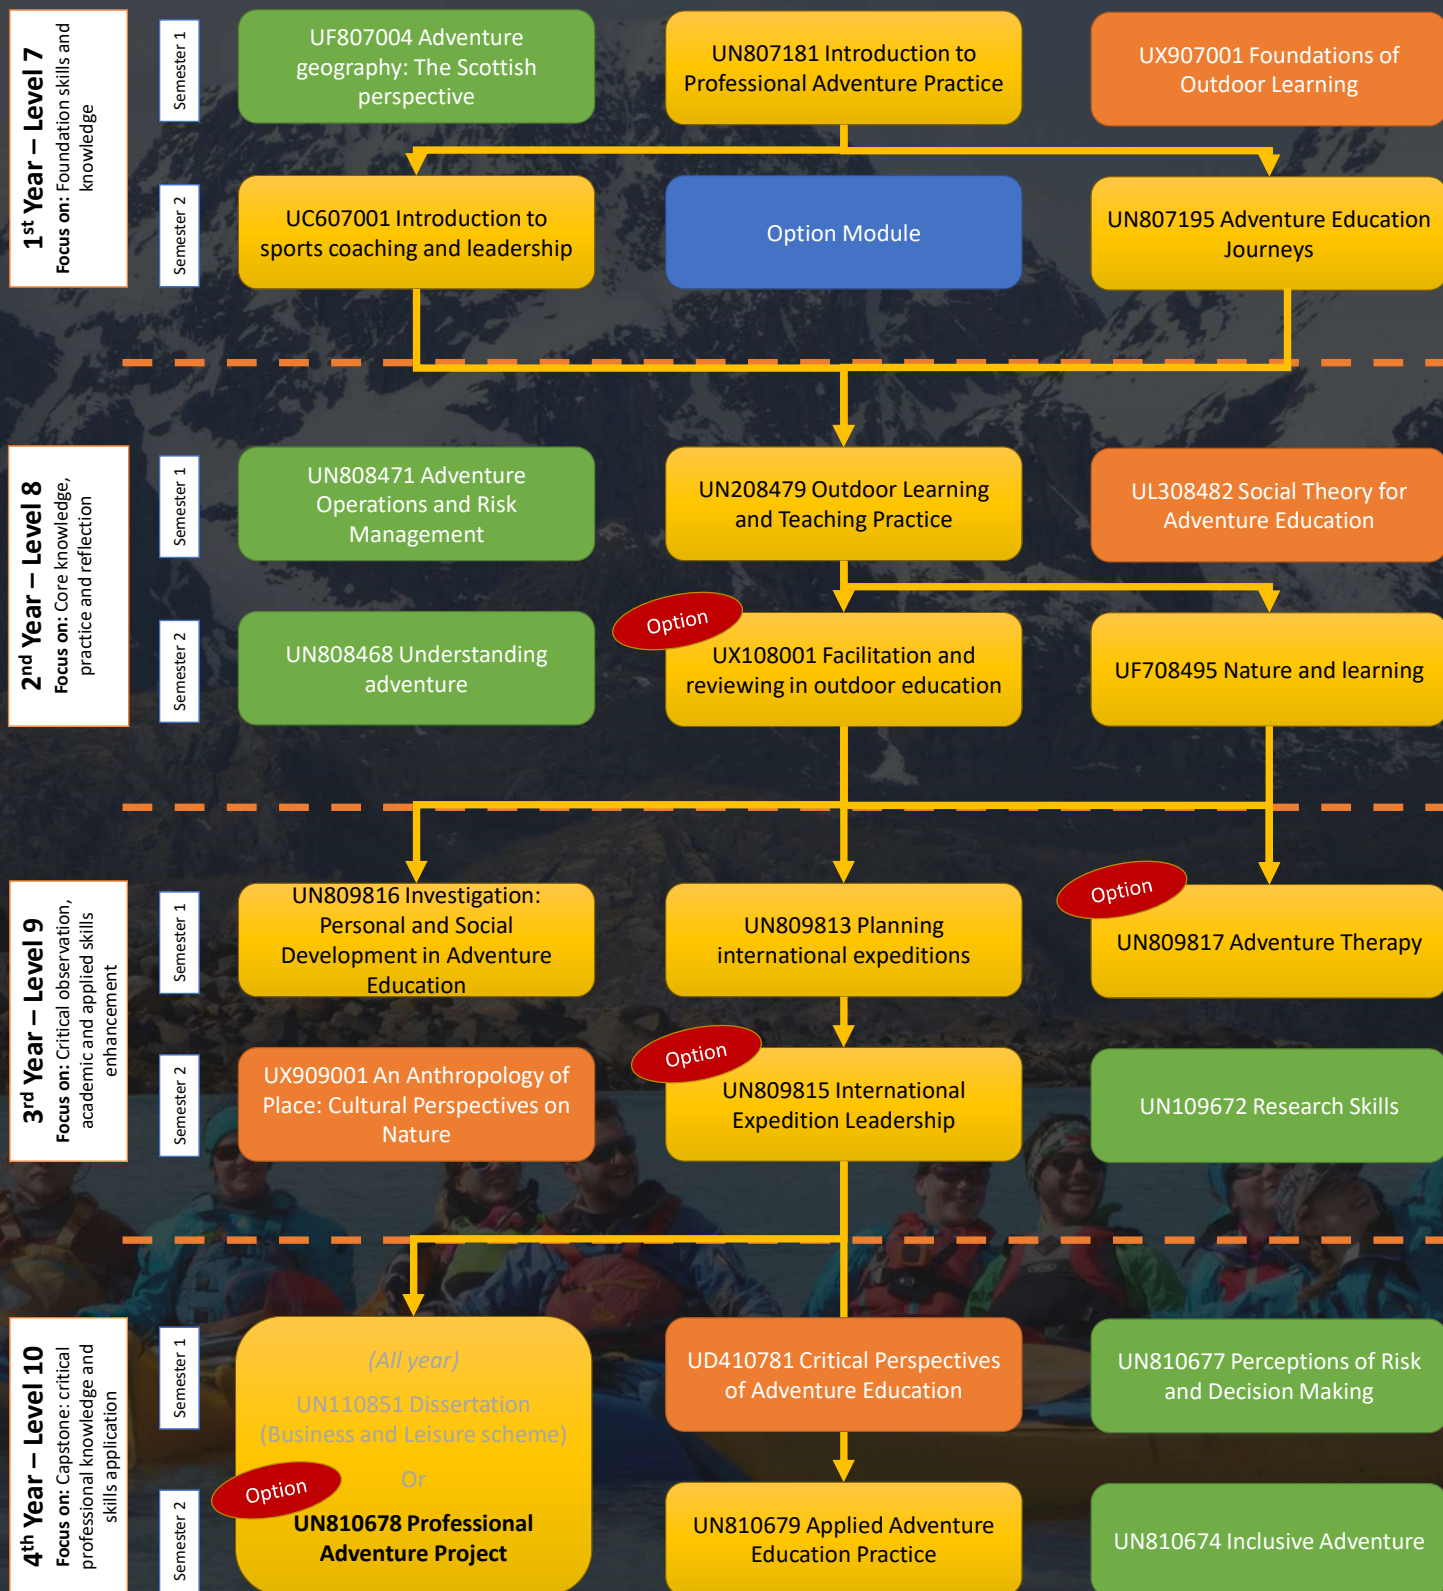 1st Year – Level 7
Focus on: Foundation skills and
knowledge
Semester 1
UF807004 Adventure
geography: The Scottish
perspective
UN807181 Introduction to
Professional Adventure Practice
UX907001 Foundations of
Outdoor Learning
Semester 2
UC607001 Introduction to
sports coaching and leadership
Option Module
UN807195 Adventure Education
Journeys
2nd Year – Level 8
Focus on: Core knowledge,
practice and reflection
Semester 1
UN808471 Adventure
Operations and Risk
Management
UN208479 Outdoor Learning
and Teaching Practice
UL308482 Social Theory for
Adventure Education
Semester 2
UN808468 Understanding
adventure
Option
UX108001 Facilitation and
reviewing in outdoor education
UF708495 Nature and learning
3rd Year – Level 9
Focus on: Critical observation,
academic and applied skills
enhancement
Semester 1
UN809816 Investigation:
Personal and Social
Development in Adventure
Education
UN809813 Planning
international expeditions
Option
UN809817 Adventure Therapy
Semester 2
UX909001 An Anthropology of
Place: Cultural Perspectives on
Nature
Option
UN809815 International
Expedition Leadership
UN109672 Research Skills
4th Year – Level 10
Focus on: Capstone: critical
professional knowledge and
skills application
Semester 1
(All year)
UN110851 Dissertation
(Business and Leisure scheme)
Or
Option
UN810678 Professional
Adventure Project
UD410781 Critical Perspectives
of Adventure Education
UN810677 Perceptions of Risk
and Decision Making
Semester 2
UN810679 Applied Adventure
Education Practice
UN810674 Inclusive Adventure